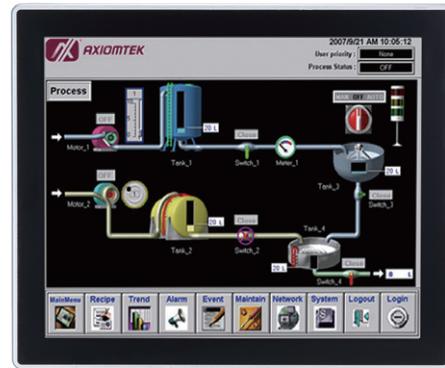 AXIOMTEK
2007/9/21 AM 10:05:12
User priority : None
Process Status : OFF
Process
OFF
MAN OFF AUTO
20 L
Close
Motor_1
Tank_1
Switch_1
Meter_1
20 L
Tank_3
OFF
Close
Switch_3
Motor_2
20 L
Close
Tank_4
Tank_2
Switch_2
20 L
Close
0 L
Switch_4
MainMenu Recipe Trend Alarm Event Maintain Network System Logout Login